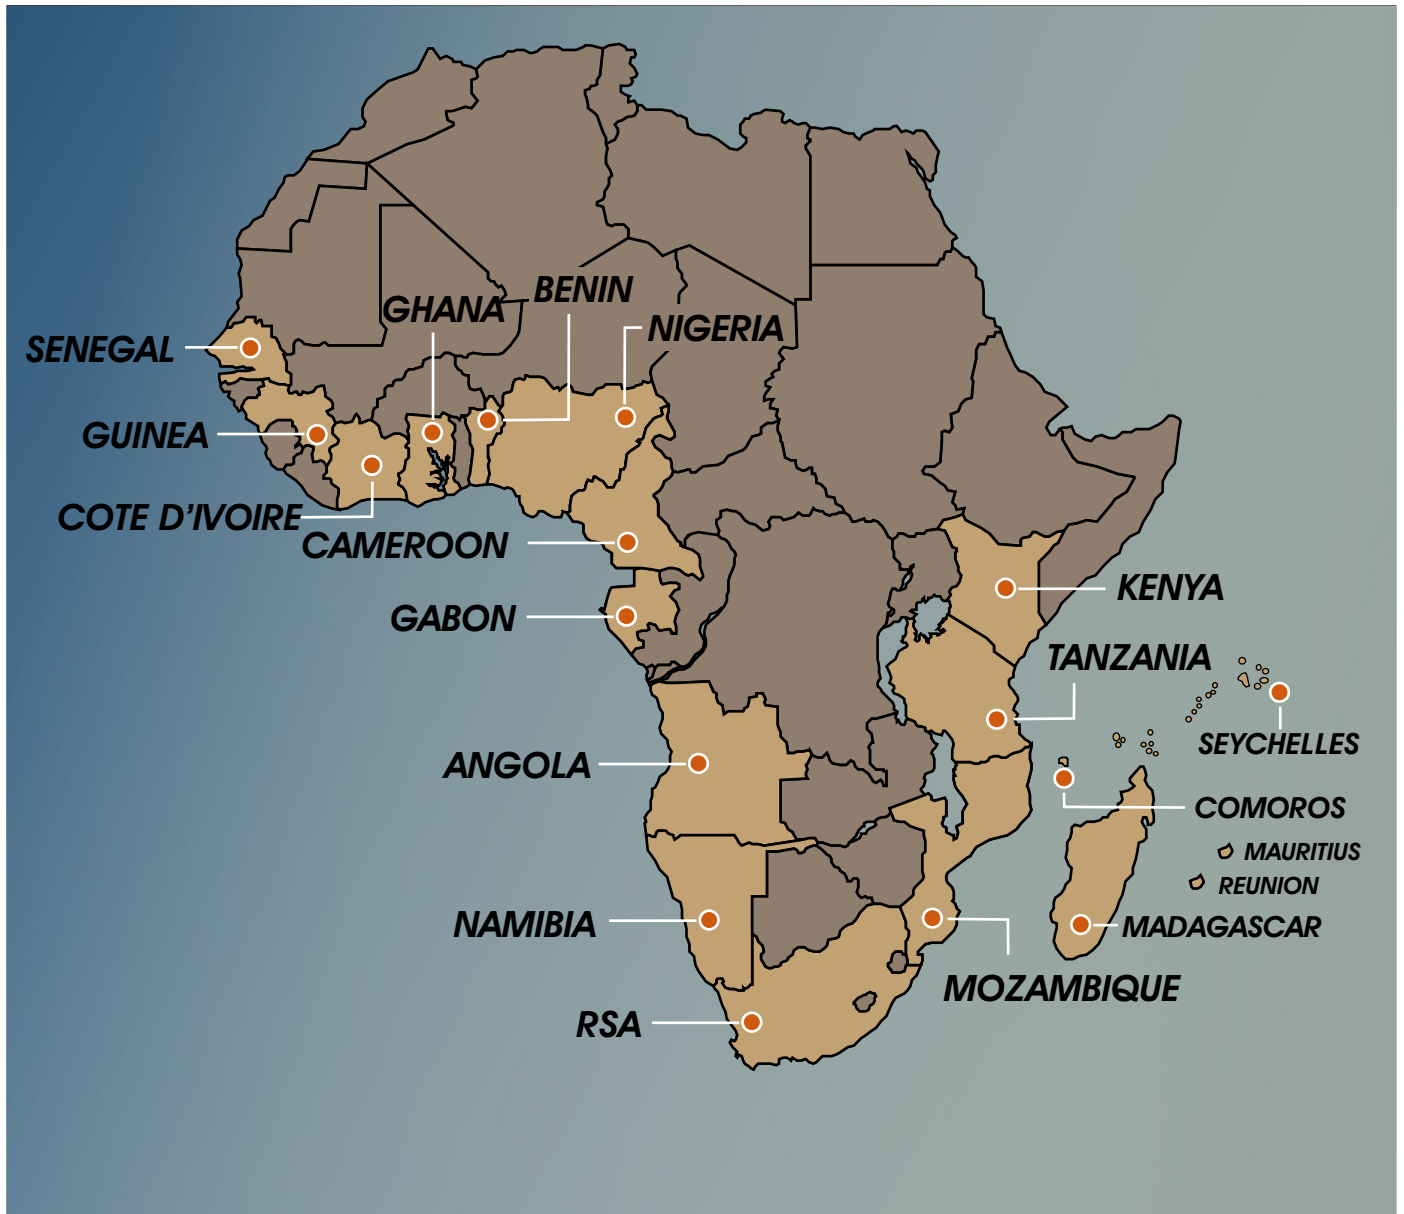 BENIN
GHANA
NIGERIA
SENEGAL
GUINEA
COTE D'IVOIRE
CAMEROON
KENYA
GABON
TANZANIA
SEYCHELLES
ANGOLA
COMOROS
MAURITIUS
REUNION
NAMIBIA
MADAGASCAR
MOZAMBIQUE
RSA